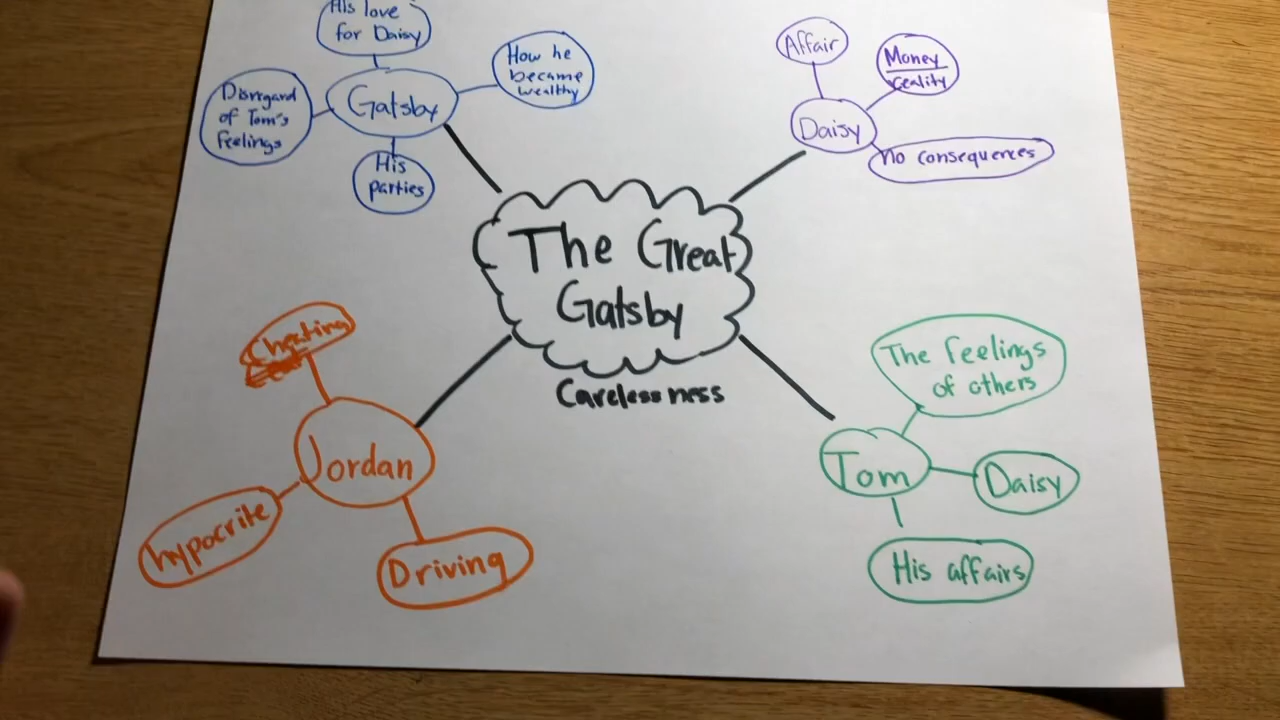 His love
for Daisy
How he
became
wealthy
Disregard
of Tom's
Feelings
Gatsby
His
parties
Affair
Money
reality
Daisy
no consequences
The Great
Gatsby
Carelessness
Cheating
Jordan
hypocrite
Driving
The feelings
of others
Tom
Daisy
His affairs